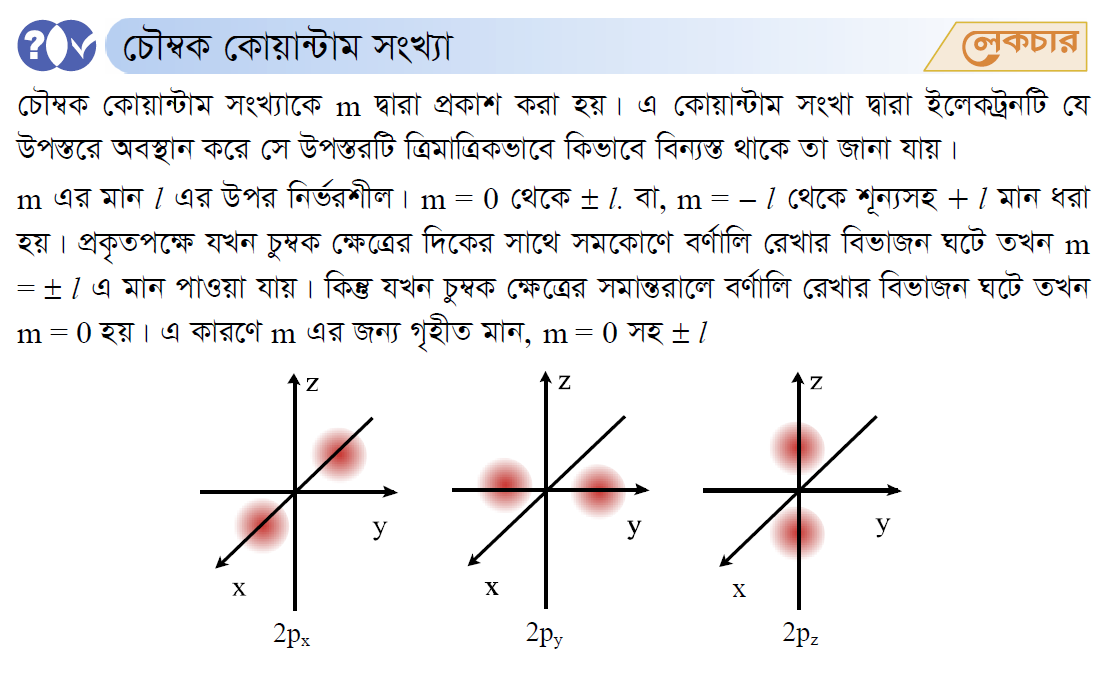 চৌম্বক কোয়ান্টাম সংখ্যা
লেকচার
চৌম্বক কোয়ান্টাম সংখ্যাকে m দ্বারা প্রকাশ করা হয়। এ কোয়ান্টাম সংখা দ্বারা ইলেকট্রনটি যে
উপস্তরে অবস্থান করে সে উপস্তরটি ত্রিমাত্রিকভাবে কিভাবে বিন্যস্ত থাকে তা জানা যায়।
m এর মান l এর উপর নির্ভরশীল। m = 0 থেকে ± l. বা, m = – l থেকে শূন্যসহ + l মান ধরা
হয়। প্রকৃতপক্ষে যখন চুম্বক ক্ষেত্রের দিকের সাথে সমকোণে বর্ণালি রেখার বিভাজন ঘটে তখন m
= ± l এ মান পাওয়া যায়। কিন্তু যখন চুম্বক ক্ষেত্রের সমান্তরালে বর্ণালি রেখার বিভাজন ঘটে তখন
m = 0 হয়। এ কারণে m এর জন্য গৃহীত মান, m = 0 সহ ± l
z
y
x
2pₓ
z
y
x
2p_y
z
y
x
2p_z